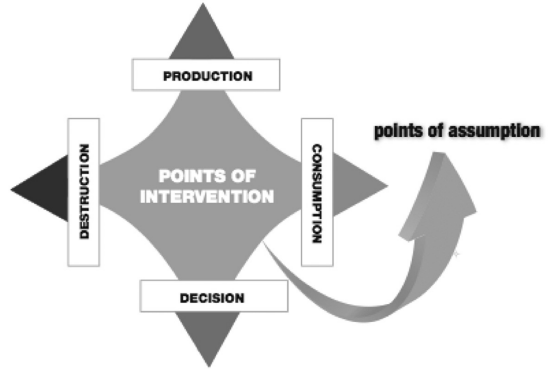 PRODUCTION
points of assumption
DESTRUCTION
POINTS OF
INTERVENTION
CONSUMPTION
DECISION